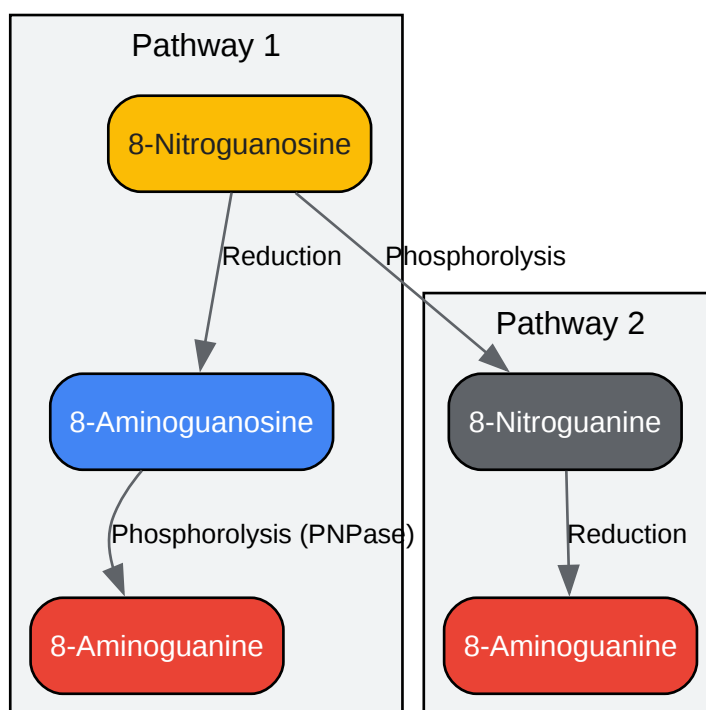 Pathway 1
8-Nitroguanosine
Reduction
Phosphorolysis
Pathway 2
8-Aminoguanosine
8-Nitroguanine
Phosphorolysis (PNPase)
Reduction
8-Aminoguanine
8-Aminoguanine